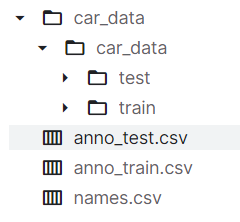 car_data
car_data
test
train
anno_test.csv
anno_train.csv
names.csv